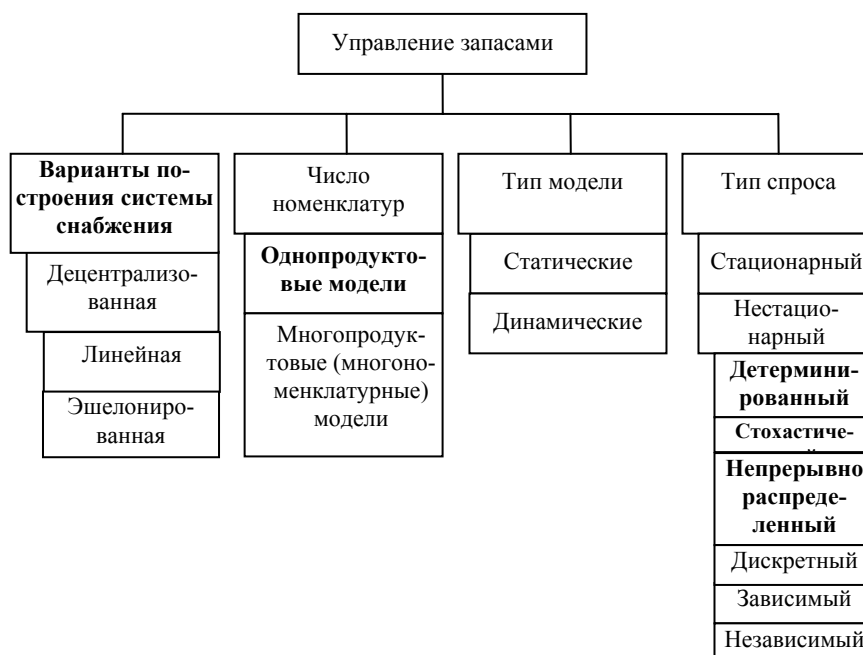 Управление запасами
Варианты по-
строения системы
снабжения
Децентрализо-
ванная
Линейная
Эшелониро-
ванная
Число
номенклатур
Однопродукто-
вые модели
Многопродук-
товые (многоно-
менклатурные)
модели
Тип модели
Статические
Динамические
Тип спроса
Стационарный
Нестацио-
нарный
Детермини-
рованный
Стохастиче-
Непрерывно
распреде-
ленный
Дискретный
Зависимый
Независимый